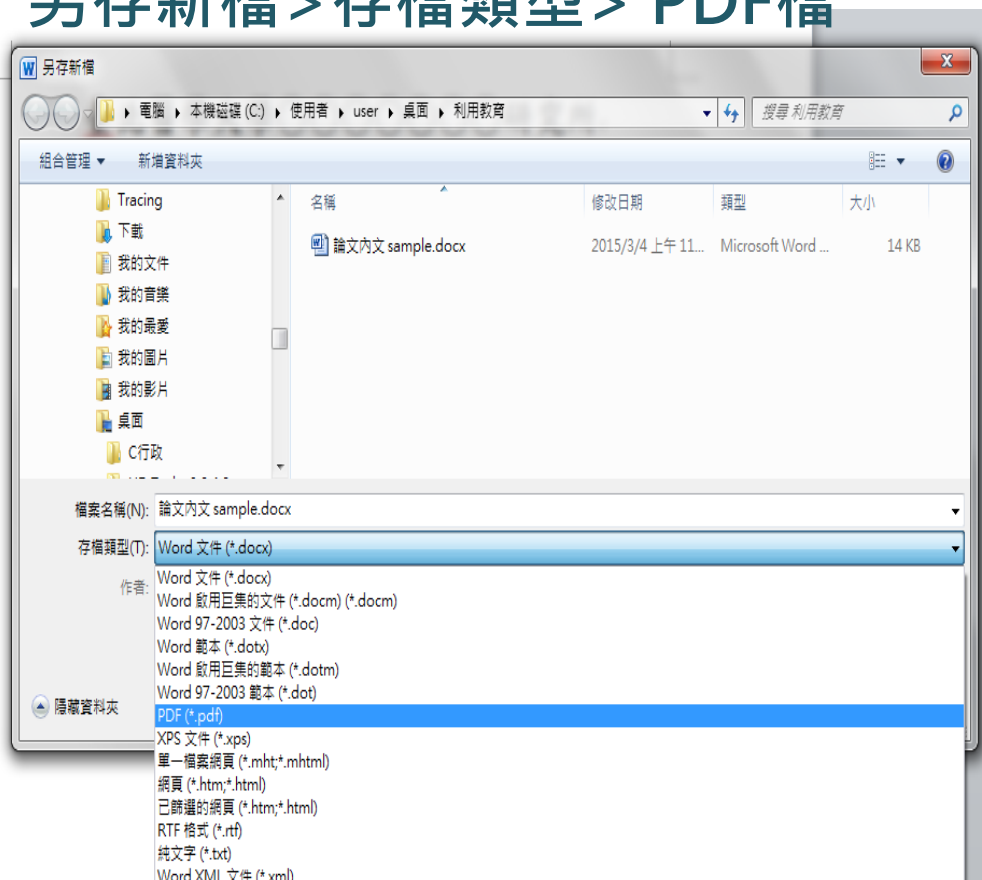 另存新檔>存檔類型> PDF檔
另存新檔
電腦 ▸ 本機磁碟 (C:) ▸ 使用者 ▸ user ▸ 桌面 ▸ 利用教育
搜尋 利用教育
組合管理 ▼ 新增資料夾
Tracing
下載
我的文件
我的音樂
我的最愛
我的圖片
我的影片
桌面
C行政
名稱 修改日期 類型 大小
論文內文 sample.docx 2015/3/4 上午 11... Microsoft Word ... 14 KB
檔案名稱(N): 論文內文 sample.docx
存檔類型(T): Word 文件 (*.docx)
作者:
Word 文件 (*.docx)
Word 啟用巨集的文件 (*.docm) (*.docm)
Word 97-2003 文件 (*.doc)
Word 範本 (*.dotx)
Word 啟用巨集的範本 (*.dotm)
Word 97-2003 範本 (*.dot)
隱藏資料夾
PDF (*.pdf)
XPS 文件 (*.xps)
單一檔案網頁 (*.mht;*.mhtml)
網頁 (*.htm;*.html)
已篩選的網頁 (*.htm;*.html)
RTF 格式 (*.rtf)
純文字 (*.txt)
Word XML 文件 (*.xml)